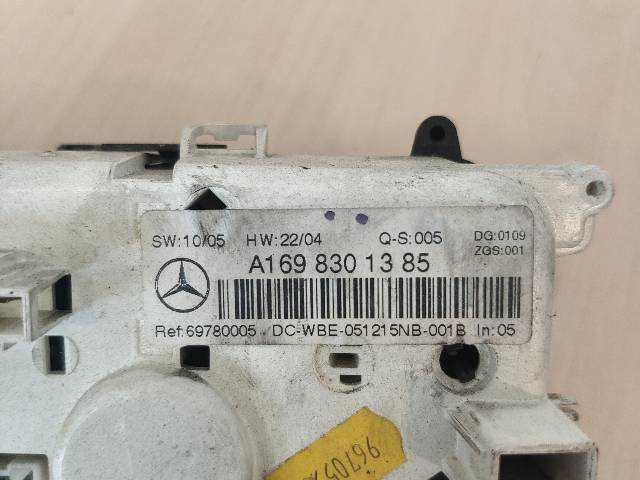 SW:10/05 HW:22/04 Q-S:005 DG:0109
ZGS:001
A169 830 13 85
Ref:69780005 DC-WBE-051215NB-001B In:05